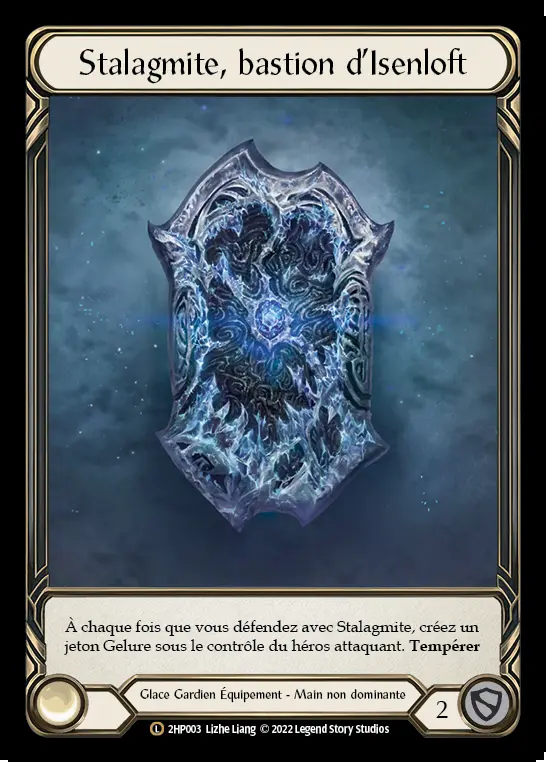 Stalagmite, bastion d'Isenloft
À chaque fois que vous défendez avec Stalagmite, créez un
jeton Gelure sous le contrôle du héros attaquant. Tempérer
Glace Gardien Équipement - Main non dominante
2
L 2HP003 Lizhe Liang © 2022 Legend Story Studios